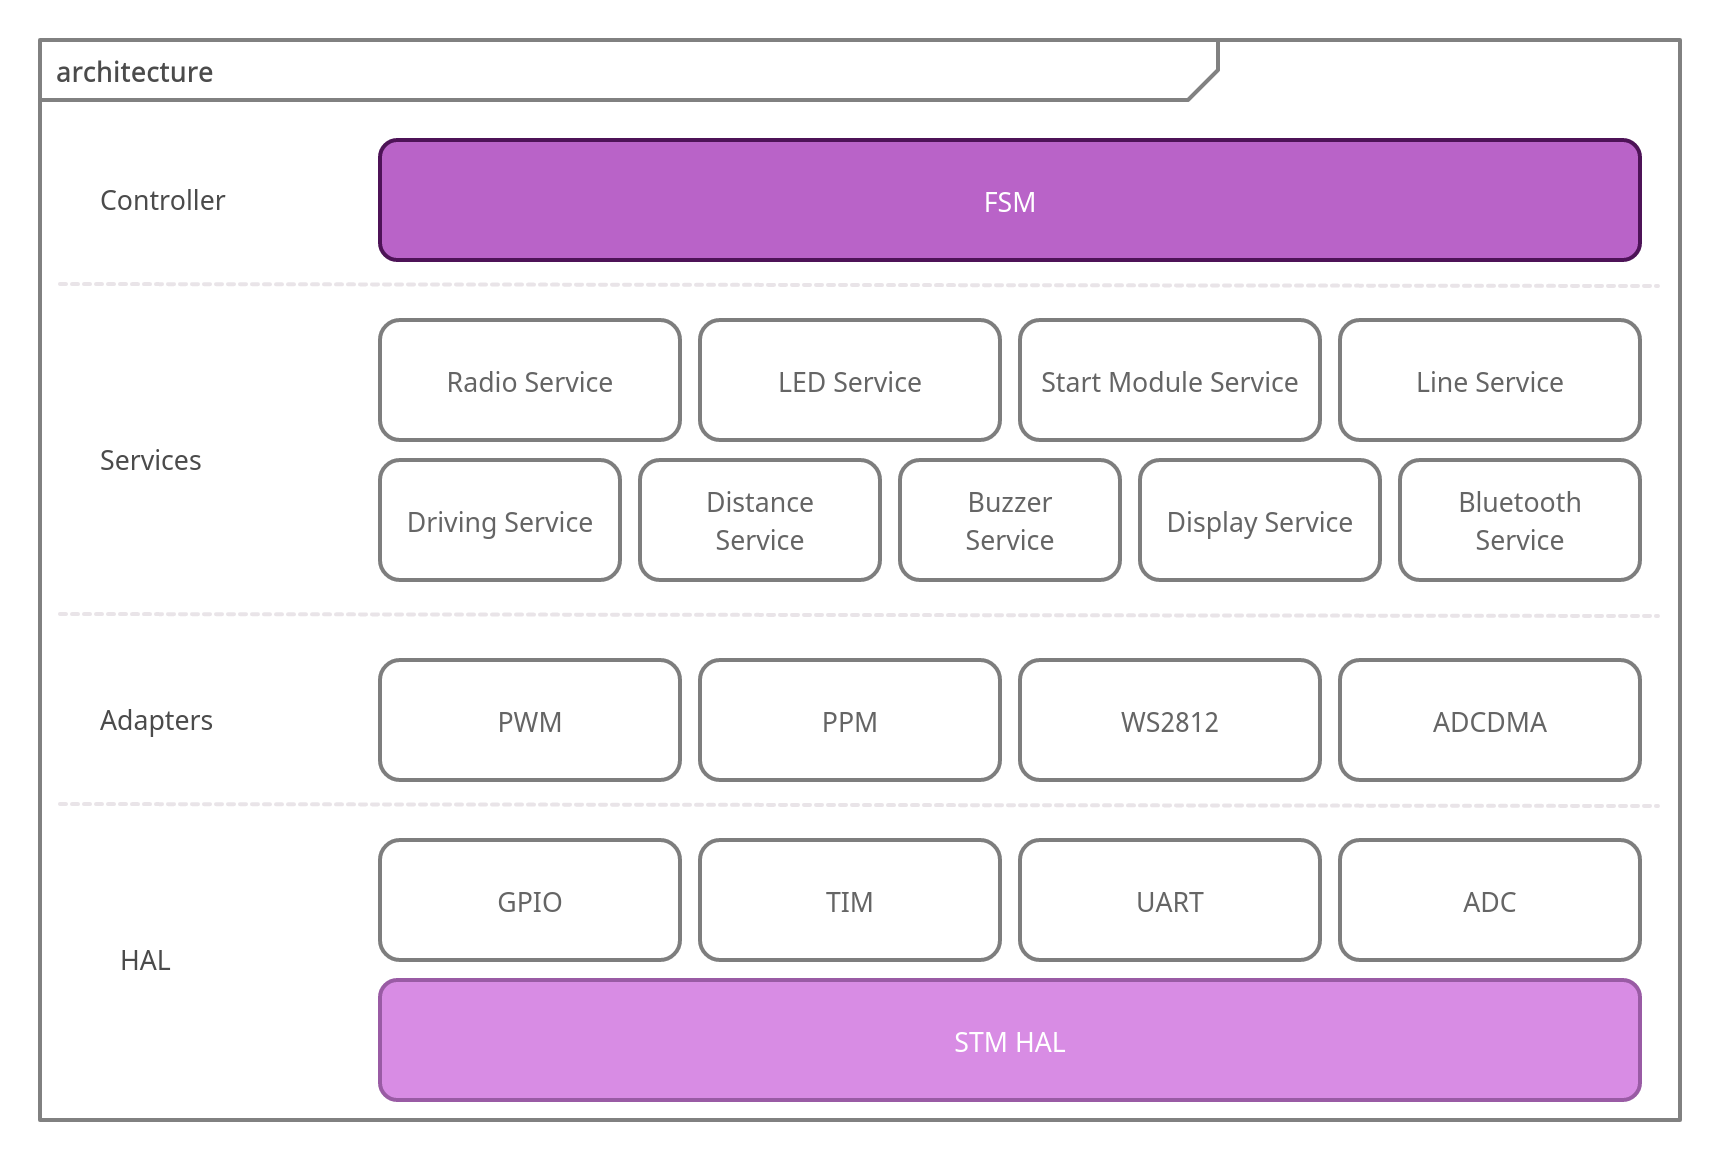 architecture
Controller
FSM
Services
Radio Service
LED Service
Start Module Service
Line Service
Driving Service
Distance
Service
Buzzer
Service
Display Service
Bluetooth
Service
Adapters
PWM
PPM
WS2812
ADCDMA
HAL
GPIO
TIM
UART
ADC
STM HAL